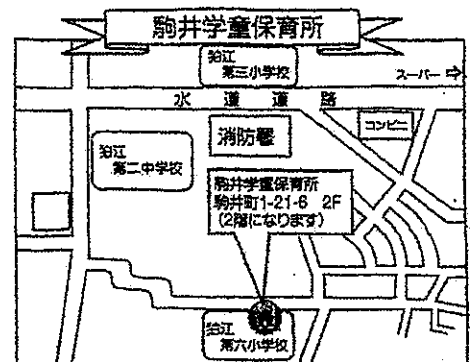 駒井学童保育所
狛江
第三小学校
スーパー ⇨
水道道路
消防署
コンビニ
狛江
第二中学校
駒井学童保育所
駒井町1-21-6 2F
(2階になります)
狛江
第六小学校